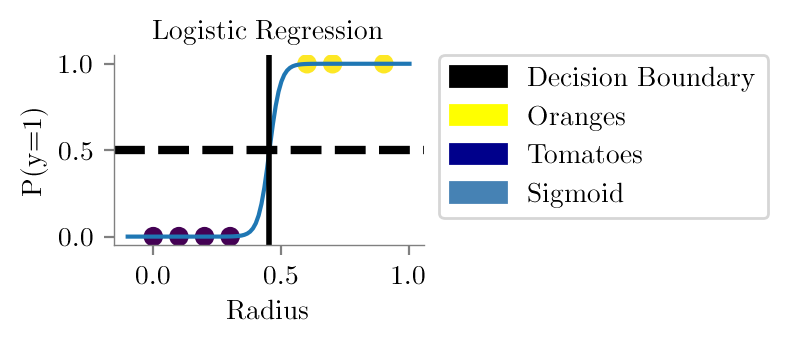 Logistic Regression
P(y=1)
1.0
0.5
0.0
0.0 0.5 1.0
Radius
Decision Boundary
Oranges
Tomatoes
Sigmoid